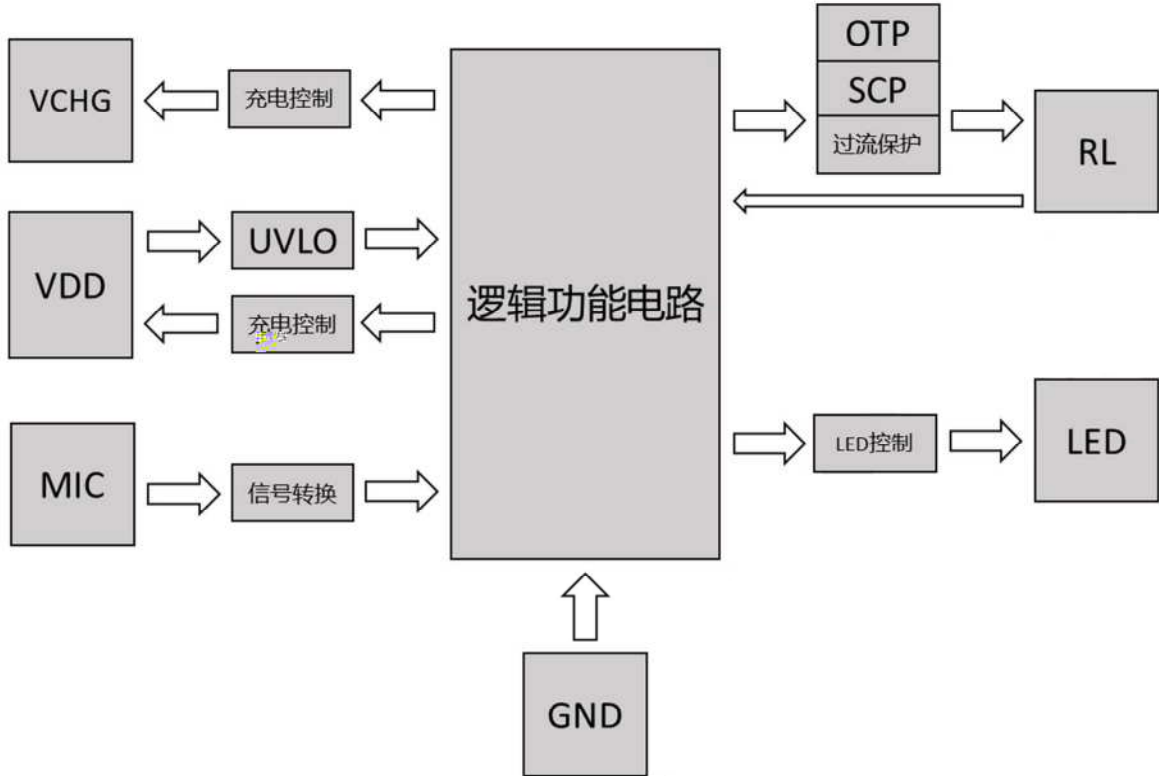 OTP
SCP
过流保护
VCHG
充电控制
RL
VDD
UVLO
充电控制
逻辑功能电路
MIC
信号转换
LED控制
LED
GND